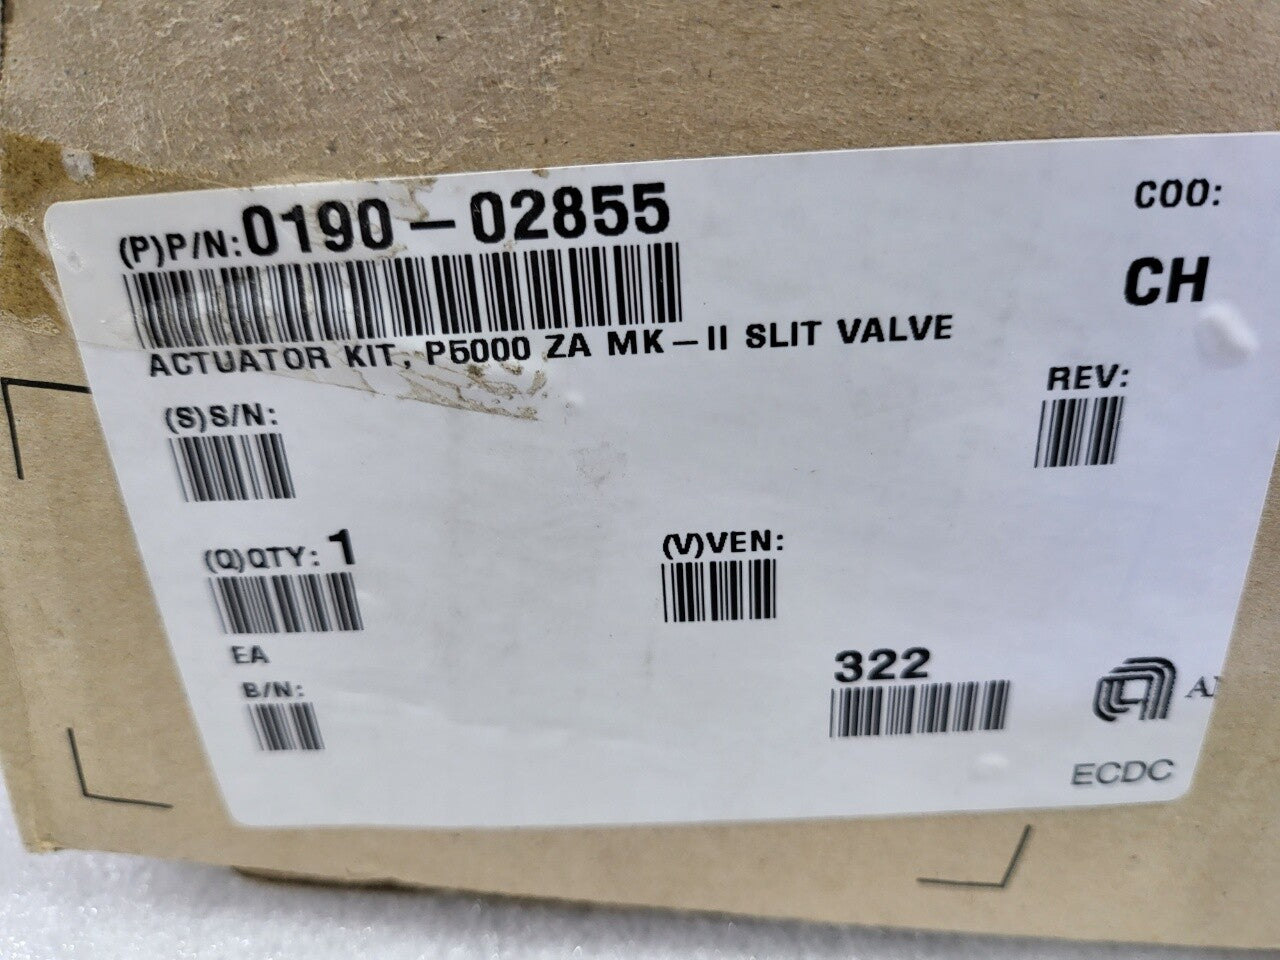 (P)P/N:0190-02855
COO:
CH
ACTUATOR KIT, P5000 ZA MK-II SLIT VALVE
REV:
(S)S/N:
(Q)QTY: 1
(V)VEN:
EA
B/N:
322
ECDC